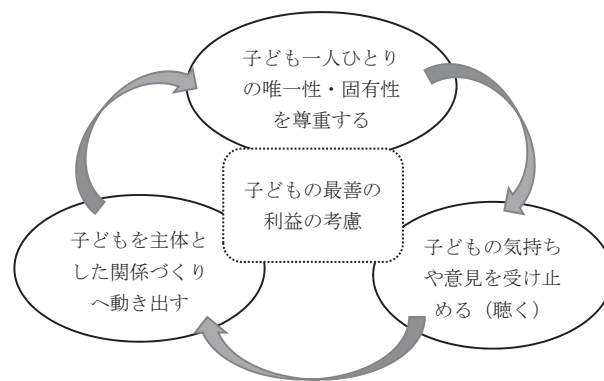 子ども一人ひとり
の唯一性・固有性
を尊重する
子どもの最善の
利益の考慮
子どもを主体と
した関係づくり
へ動き出す
子どもの気持ち
や意見を受け止
める（聴く）